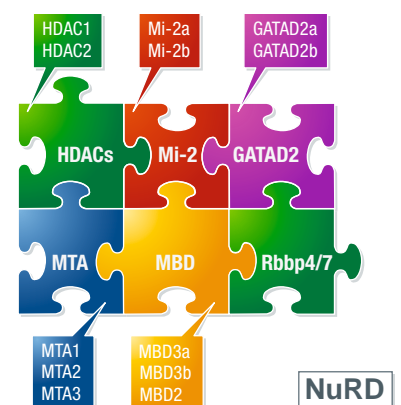 HDAC1
HDAC2
Mi-2a
Mi-2b
GATAD2a
GATAD2b
HDACs
Mi-2
GATAD2
MTA
MBD
Rbbp4/7
MTA1
MTA2
MTA3
MBD3a
MBD3b
MBD2
NuRD